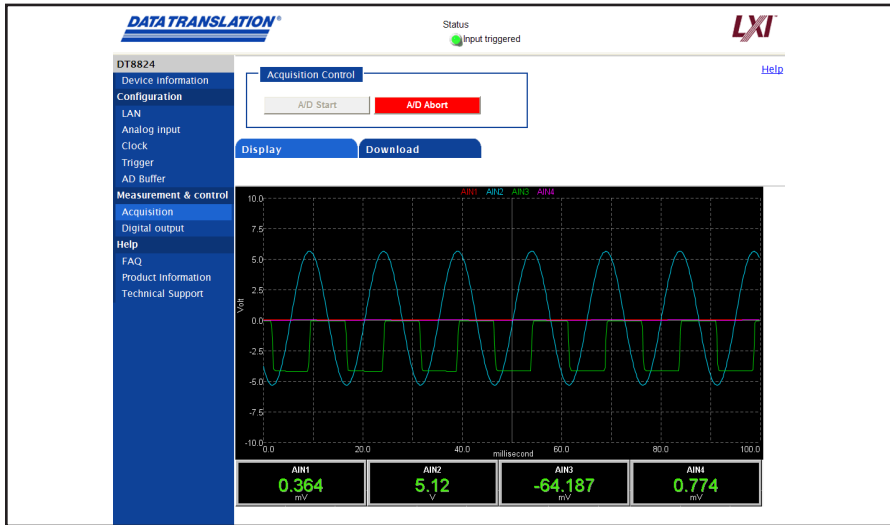 DATA TRANSLATION®
Status
Input triggered
LXI
DT8824
Device information
Configuration
LAN
Analog input
Clock
Trigger
AD Buffer
Measurement & control
Acquisition
Digital output
Help
FAQ
Product Information
Technical Support
Acquisition Control
A/D Start
A/D Abort
Help
Display
Download
AIN1 AIN2 AIN3 AIN4
10.0
7.5
5.0
2.5
0.0
-2.5
-5.0
-7.5
-10.0
Volt
0.0 20.0 40.0 60.0 80.0 100.0
millisecond
AIN1
0.364
mV
AIN2
5.12
V
AIN3
-64.187
mV
AIN4
0.774
mV